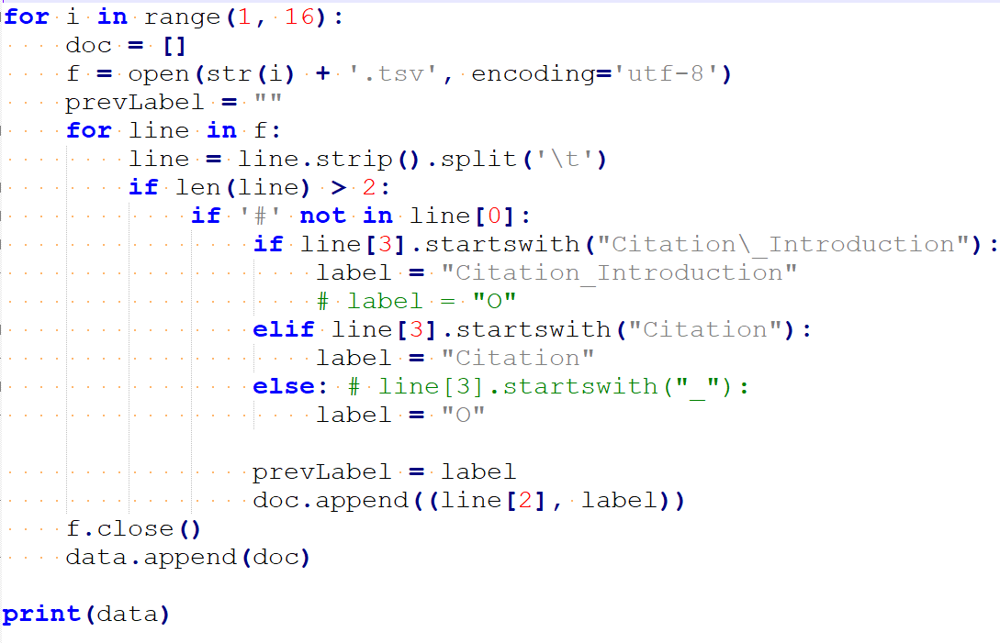 for i in range(1, 16):
    doc = []
    f = open(str(i) + '.tsv', encoding='utf-8')
    prevLabel = ""
    for line in f:
        line = line.strip().split('\t')
        if len(line) > 2:
            if '#' not in line[0]:
                if line[3].startswith("Citation\_Introduction"):
                    label = "Citation_Introduction"
                    # label = "O"
                elif line[3].startswith("Citation"):
                    label = "Citation"
                else: # line[3].startswith("_"):
                    label = "O"

                prevLabel = label
                doc.append((line[2], label))
    f.close()
    data.append(doc)

print(data)